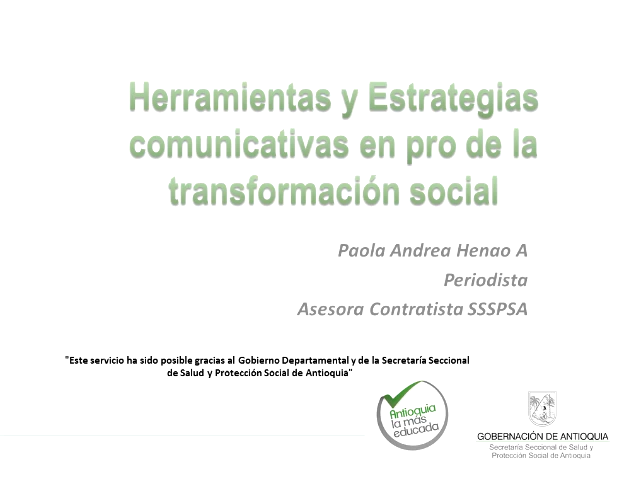 Herramientas y Estrategias
comunicativas en pro de la
transformación social
Paola Andrea Henao A
Periodista
Asesora Contratista SSSPSA
"Este servicio ha sido posible gracias al Gobierno Departamental y de la Secretaría Seccional
de Salud y Protección Social de Antioquia"
Antioquia
la más
educada
GOBERNACIÓN DE ANTIOQUIA
Secretaría Seccional de Salud y
Protección Social de Antioquia